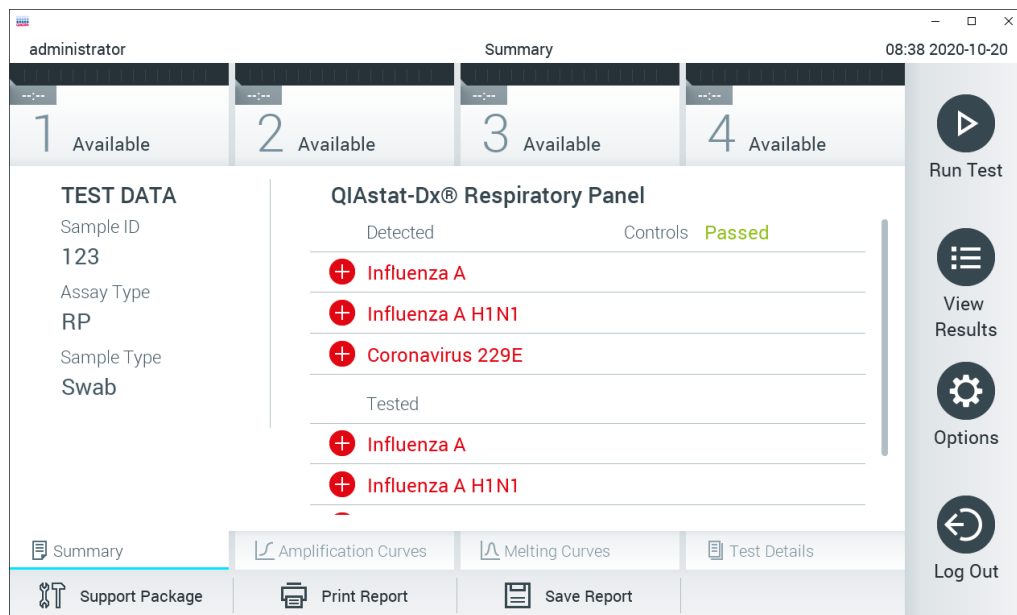 administrator Summary 08:38 2020-10-20
--:-- --:-- --:-- --:--
1 Available 2 Available 3 Available 4 Available
Run Test
TEST DATA
Sample ID
123
Assay Type
RP
Sample Type
Swab
QIAstat-Dx® Respiratory Panel
Detected Controls Passed
Influenza A
Influenza A H1N1
Coronavirus 229E
Tested
Influenza A
Influenza A H1N1
View
Results
Options
Log Out
Summary Amplification Curves Melting Curves Test Details
Support Package Print Report Save Report